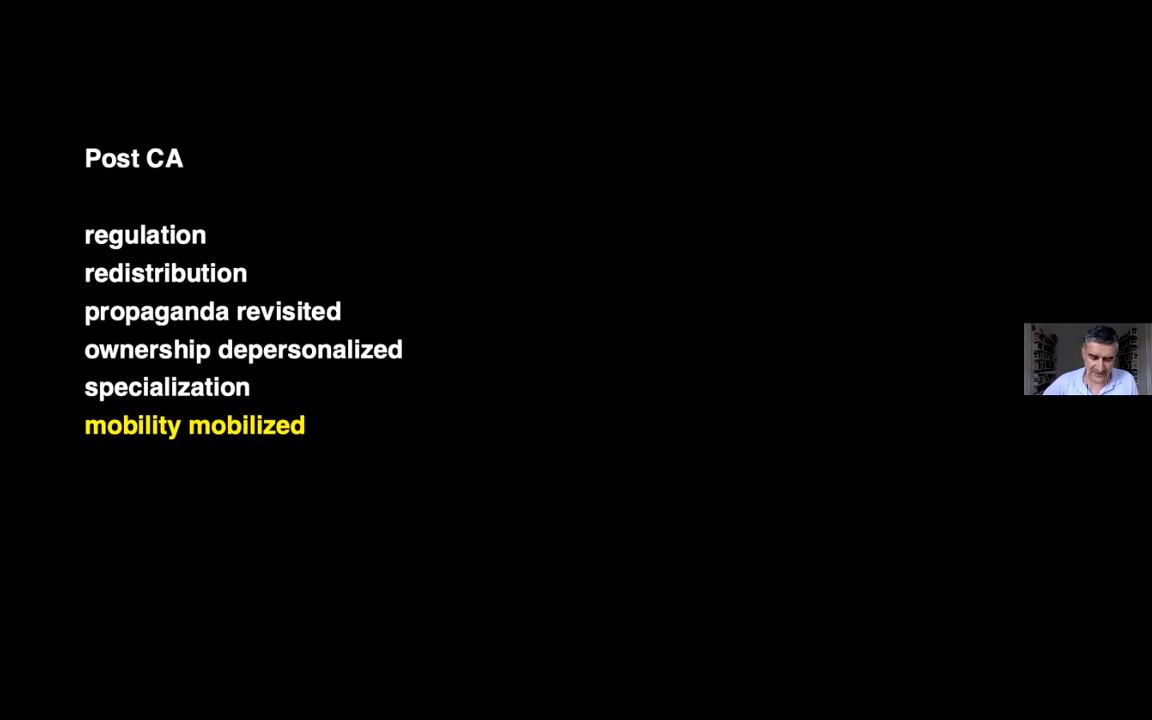 Post CA
regulation
redistribution
propaganda revisited
ownership depersonalized
specialization
mobility mobilized